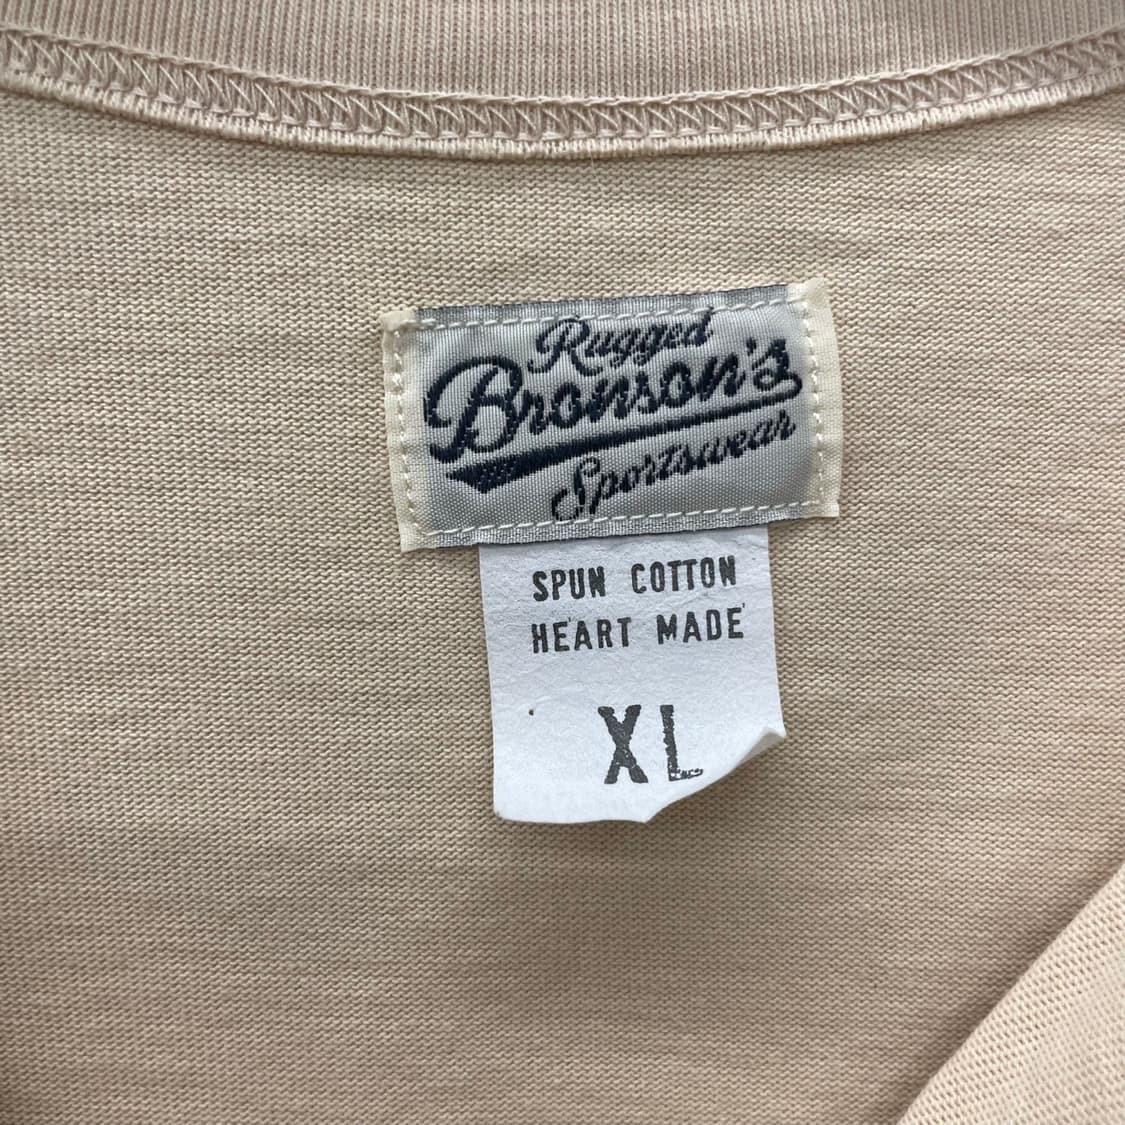 Rugged
Bronson's
Sportswear
SPUN COTTON
HEART MADE
XL